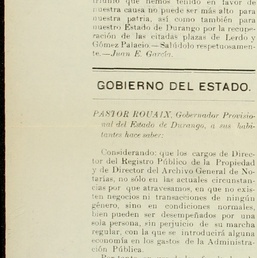 triunfo que hemos tenido en favor de
nuestra causa no puede ser más alto para
nuestra patria, así como también para
nuestro Estado de Durango por la recupe-
ración de las citadas plazas de Lerdo y
Gómez Palacio.—Salúdolo respetuosamen-
te.—Juan E. García.
GOBIERNO DEL ESTADO.
PASTOR ROUAIX, Gobernador Provisio-
nal del Estado de Durango, a sus habi-
tantes hace saber:
Considerando: que los cargos de Direc-
tor del Registro Público de la Propiedad
y de Director del Archivo General de No-
tarías, no sólo en las actuales circunstan-
cias por que atravesamos, en que no exis-
ten negocios ni transacciones de ningún
género, sino en condiciones normales,
bien pueden ser desempeñados por una
sola persona, sin perjuicio de su marcha
regular, con la que se introducirá alguna
economía en los gastos de la Administra-
ción Pública.